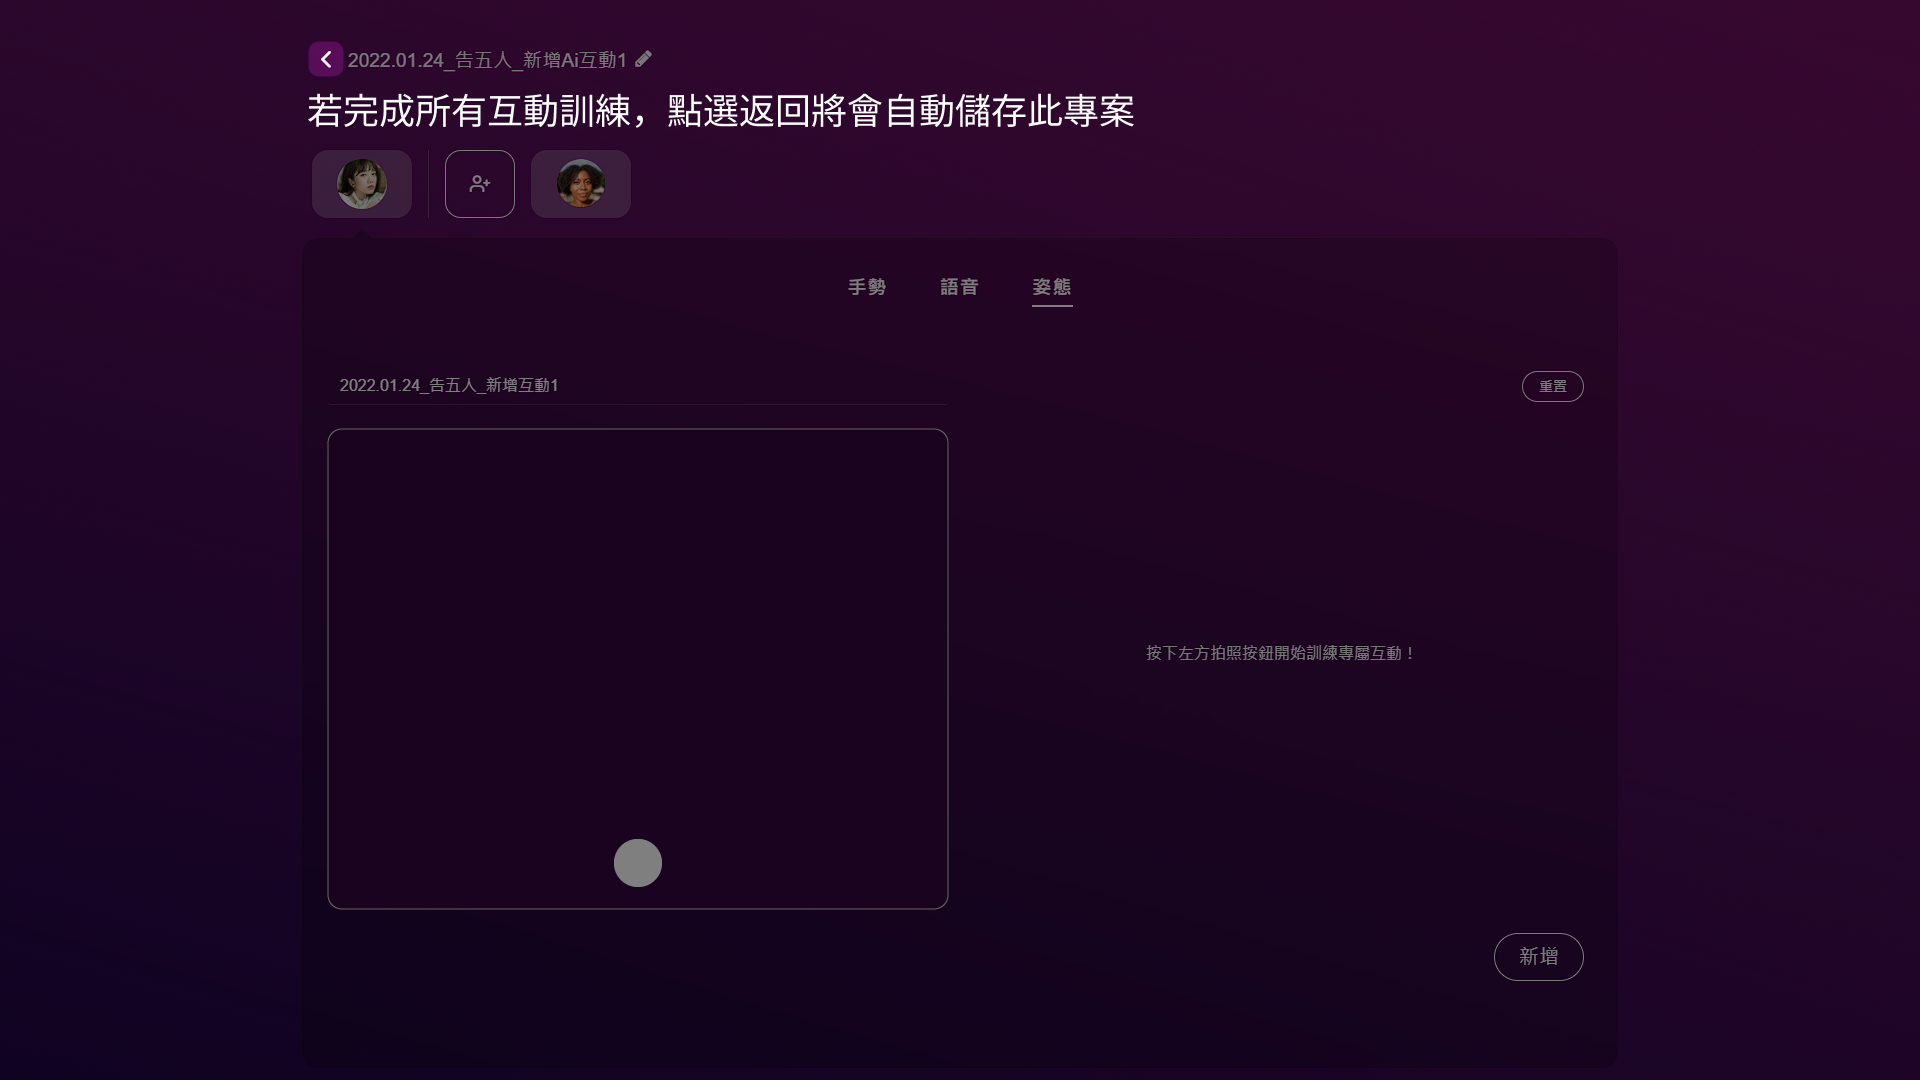 2022.01.24_告五人_新增Ai互動1
若完成所有互動訓練，點選返回將會自動儲存此專案
手勢
語音
姿態
2022.01.24_告五人_新增互動1
重置
按下左方拍照按鈕開始訓練專屬互動！
新增